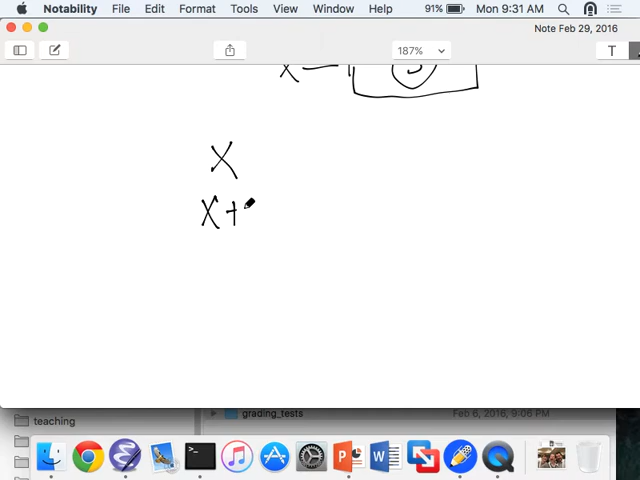 Notability File Edit Format Tools View Window Help 91% Mon 9:31 AM
Note Feb 29, 2016
187% T
x
X
X+
teaching
grading_tests Feb 6, 2016, 9:06 PM